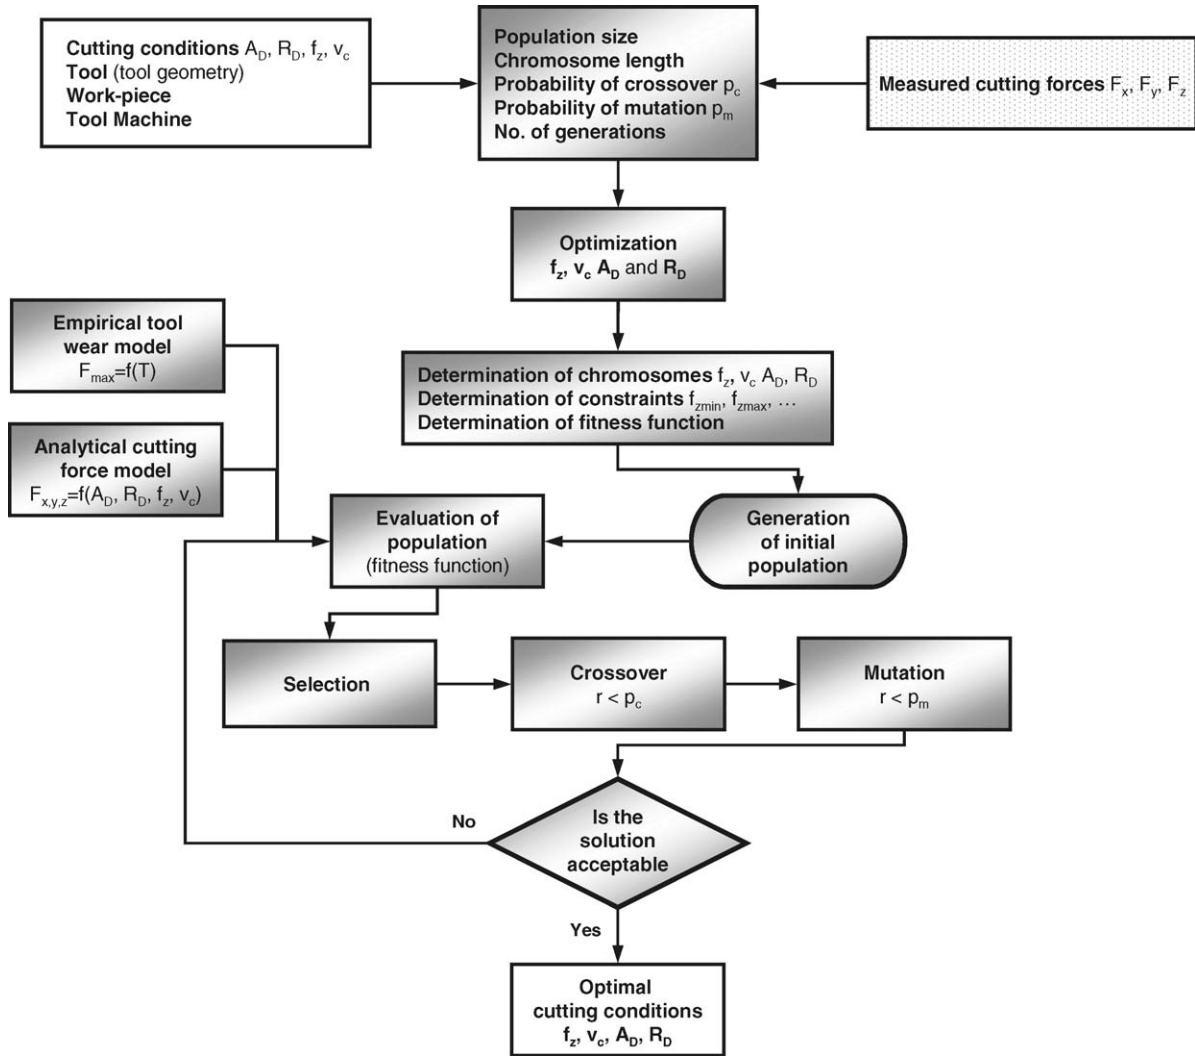 Cutting conditions A_D, R_D, f_z, v_c
Tool (tool geometry)
Work-piece
Tool Machine
Population size
Chromosome length
Probability of crossover p_c
Probability of mutation p_m
No. of generations
Measured cutting forces F_x, F_y, F_z
Optimization
f_z, v_c A_D and R_D
Empirical tool
wear model
F_max=f(T)
Determination of chromosomes f_z, v_c A_D, R_D
Determination of constraints f_zmin, f_zmax, ...
Determination of fitness function
Analytical cutting
force model
F_x,y,z=f(A_D, R_D, f_z, v_c)
Evaluation of
population
(fitness function)
Generation
of initial
population
Selection
Crossover
r < p_c
Mutation
r < p_m
Is the
solution
acceptable
No
Yes
Optimal
cutting conditions
f_z, v_c, A_D, R_D